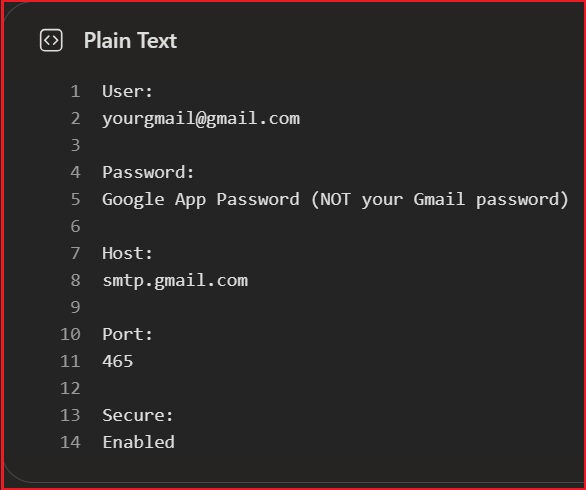 Plain Text
1 User:
2 yourgmail@gmail.com
3
4 Password:
5 Google App Password (NOT your Gmail password)
6
7 Host:
8 smtp.gmail.com
9
10 Port:
11 465
12
13 Secure:
14 Enabled